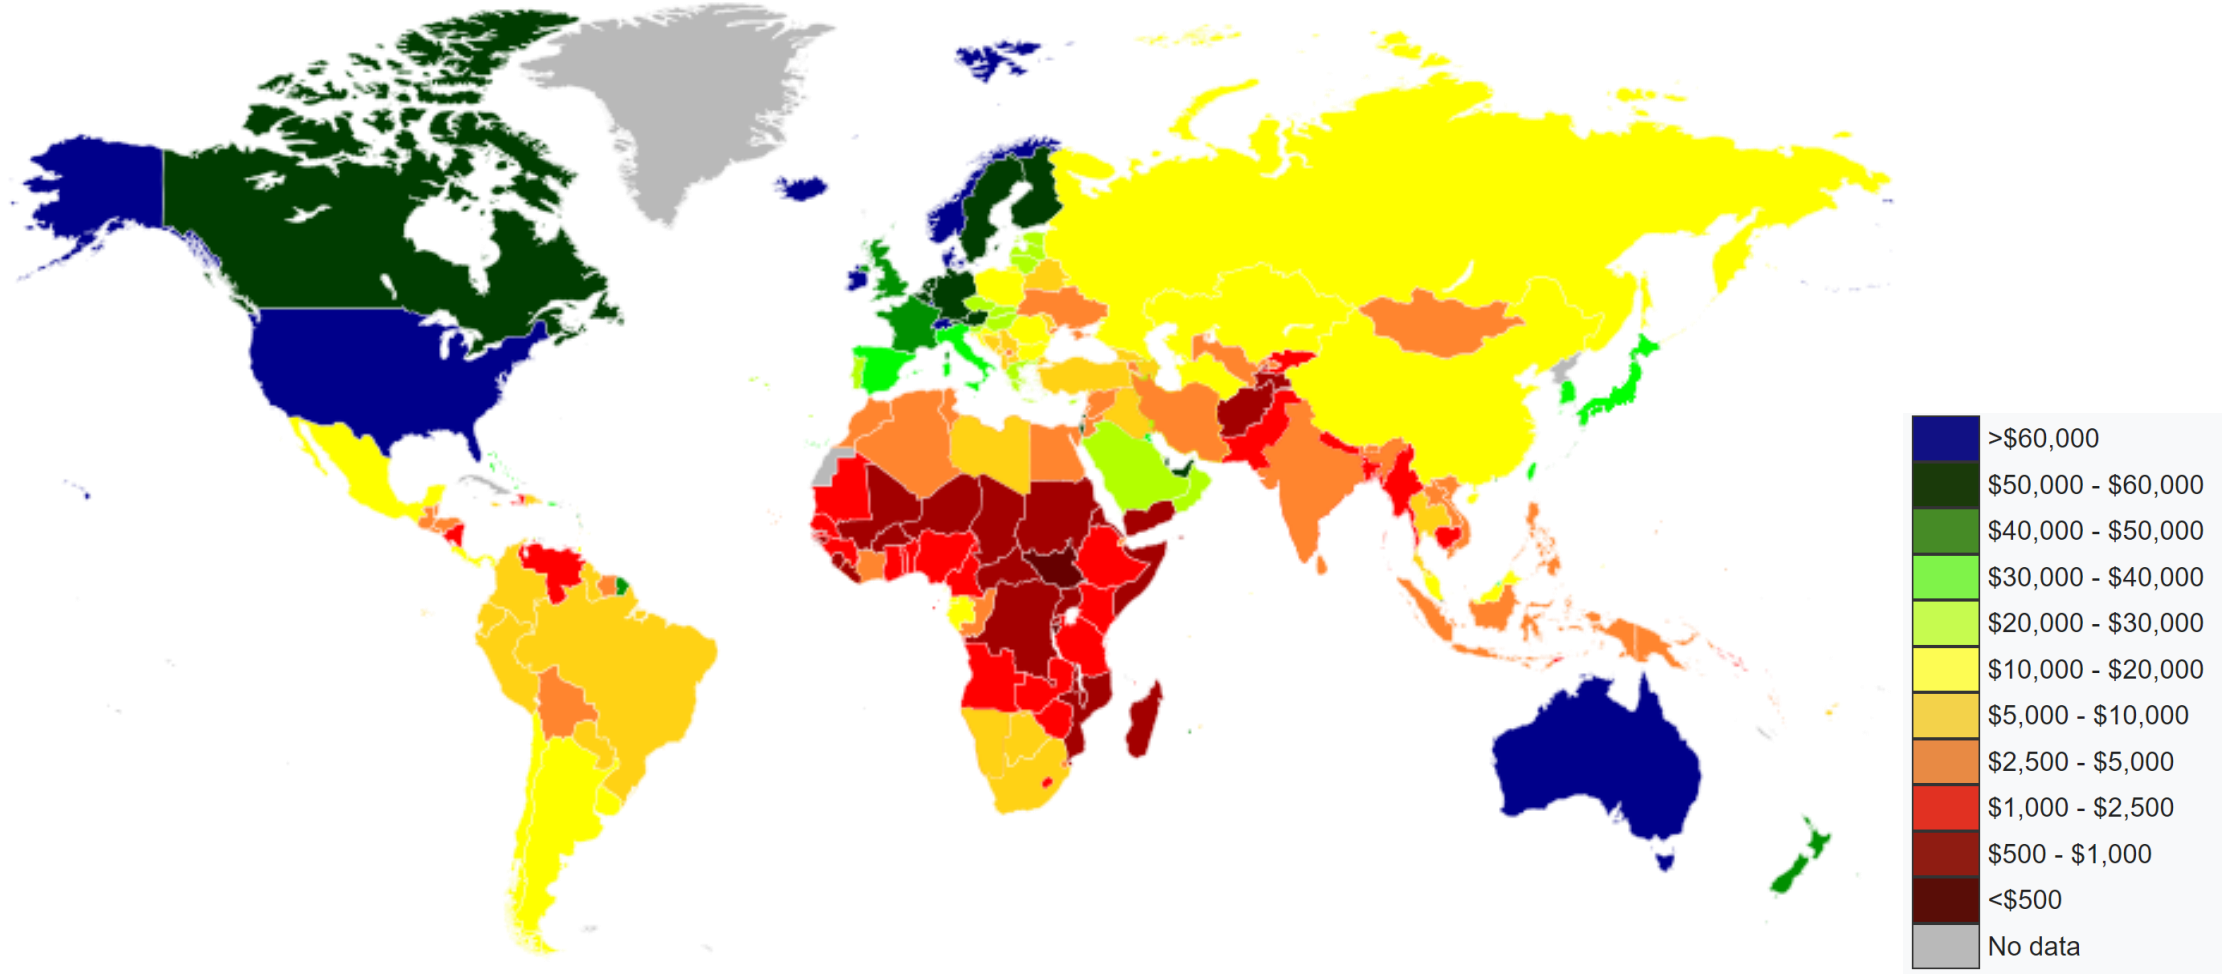 >$60,000
$50,000 - $60,000
$40,000 - $50,000
$30,000 - $40,000
$20,000 - $30,000
$10,000 - $20,000
$5,000 - $10,000
$2,500 - $5,000
$1,000 - $2,500
$500 - $1,000
<$500
No data